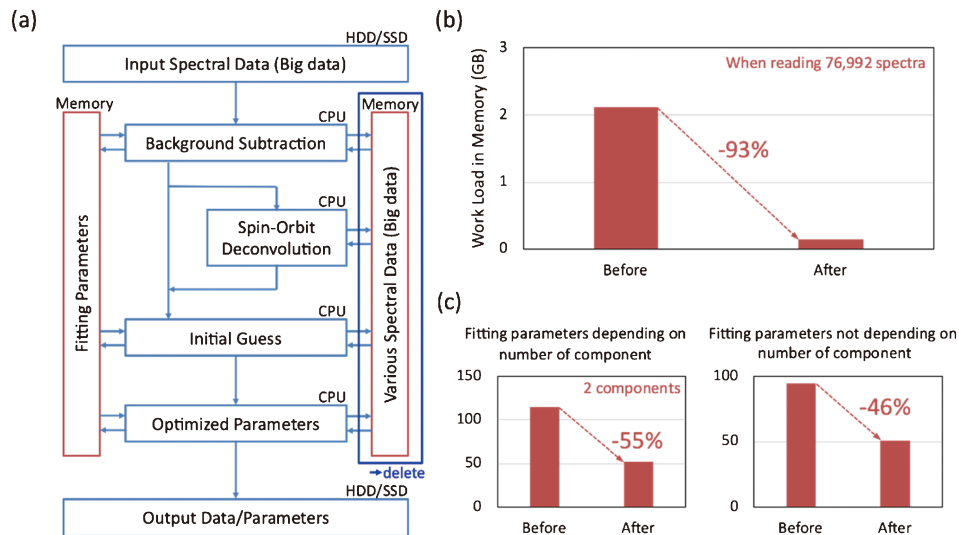 (a)
HDD/SSD
Input Spectral Data (Big data)
Memory
CPU
Memory
Background Subtraction
CPU
Spin-Orbit
Deconvolution
Fitting Parameters
Various Spectral Data (Big data)
CPU
Initial Guess
CPU
Optimized Parameters
delete
HDD/SSD
Output Data/Parameters
(b)
Work Load in Memory (GB)
3
2
1
0
When reading 76,992 spectra
-93%
Before
After
(c)
Fitting parameters depending on
number of component
150
100
50
0
2 components
-55%
Before
After
Fitting parameters not depending on
number of component
100
50
0
-46%
Before
After